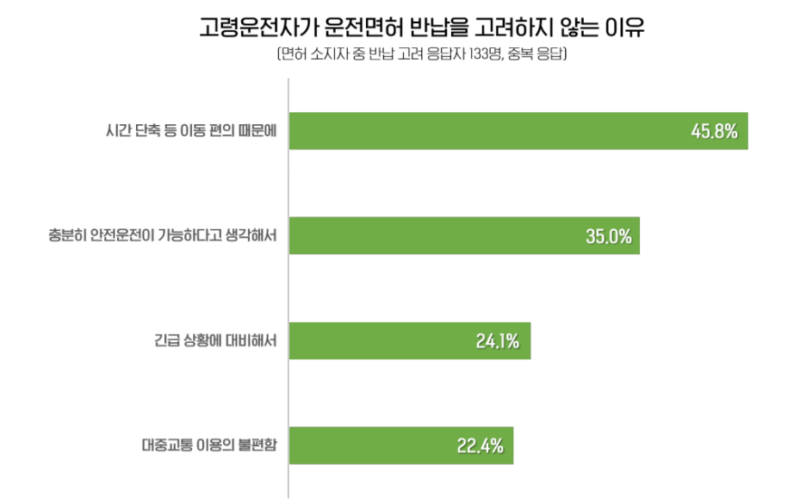 고령운전자가 운전면허 반납을 고려하지 않는 이유
(면허 소지자 중 반납 고려 응답자 133명, 중복 응답)
시간 단축 등 이동 편의 때문에
45.8%
충분히 안전운전이 가능하다고 생각해서
35.0%
긴급 상황에 대비해서
24.1%
대중교통 이용의 불편함
22.4%